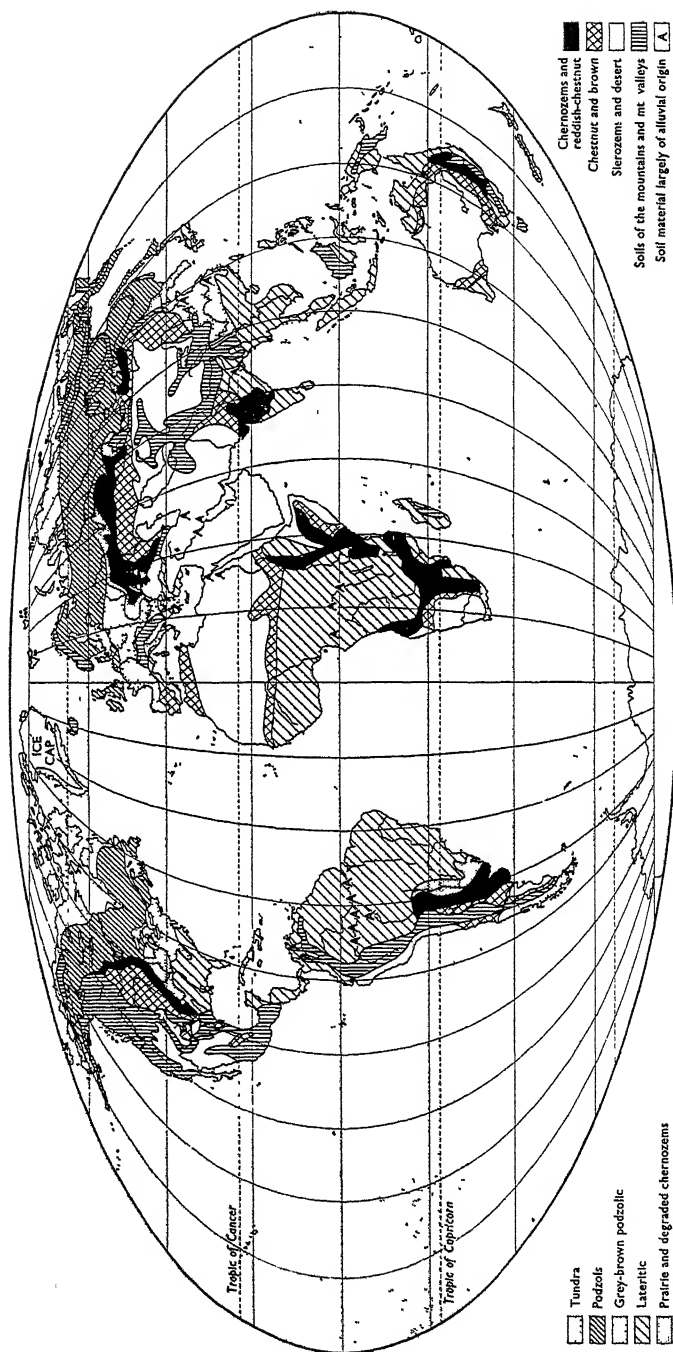 ICE
CAP
A
A A
A
A
A
A
A-A-A-A-A
A
Tropic of Cancer
Tropic of Capricorn
Tundra
Podzols
Grey-brown podzolic
Lateritic
Prairie and degraded chernozems
Chernozems and
reddish-chestnut
Chestnut and brown
Sierozems and desert
Soils of the mountains and mt valleys
A
Soil material largely of alluvial origin